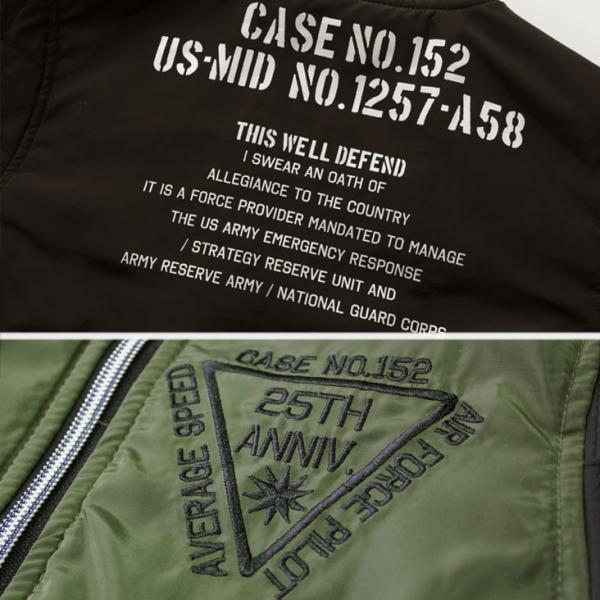 CASE NO.152
US-MID NO.1257-A58
THIS WE'LL DEFEND
I SWEAR AN OATH OF
ALLEGIANCE TO THE COUNTRY
IT IS A FORCE PROVIDER MANDATED TO MANAGE
THE US ARMY EMERGENCY RESPONSE
/ STRATEGY RESERVE UNIT AND
ARMY RESERVE ARMY / NATIONAL GUARD CORPS
CASE NO.152
25TH
ANNIV.
AVERAGE SPEED
AIR FORCE PILOT